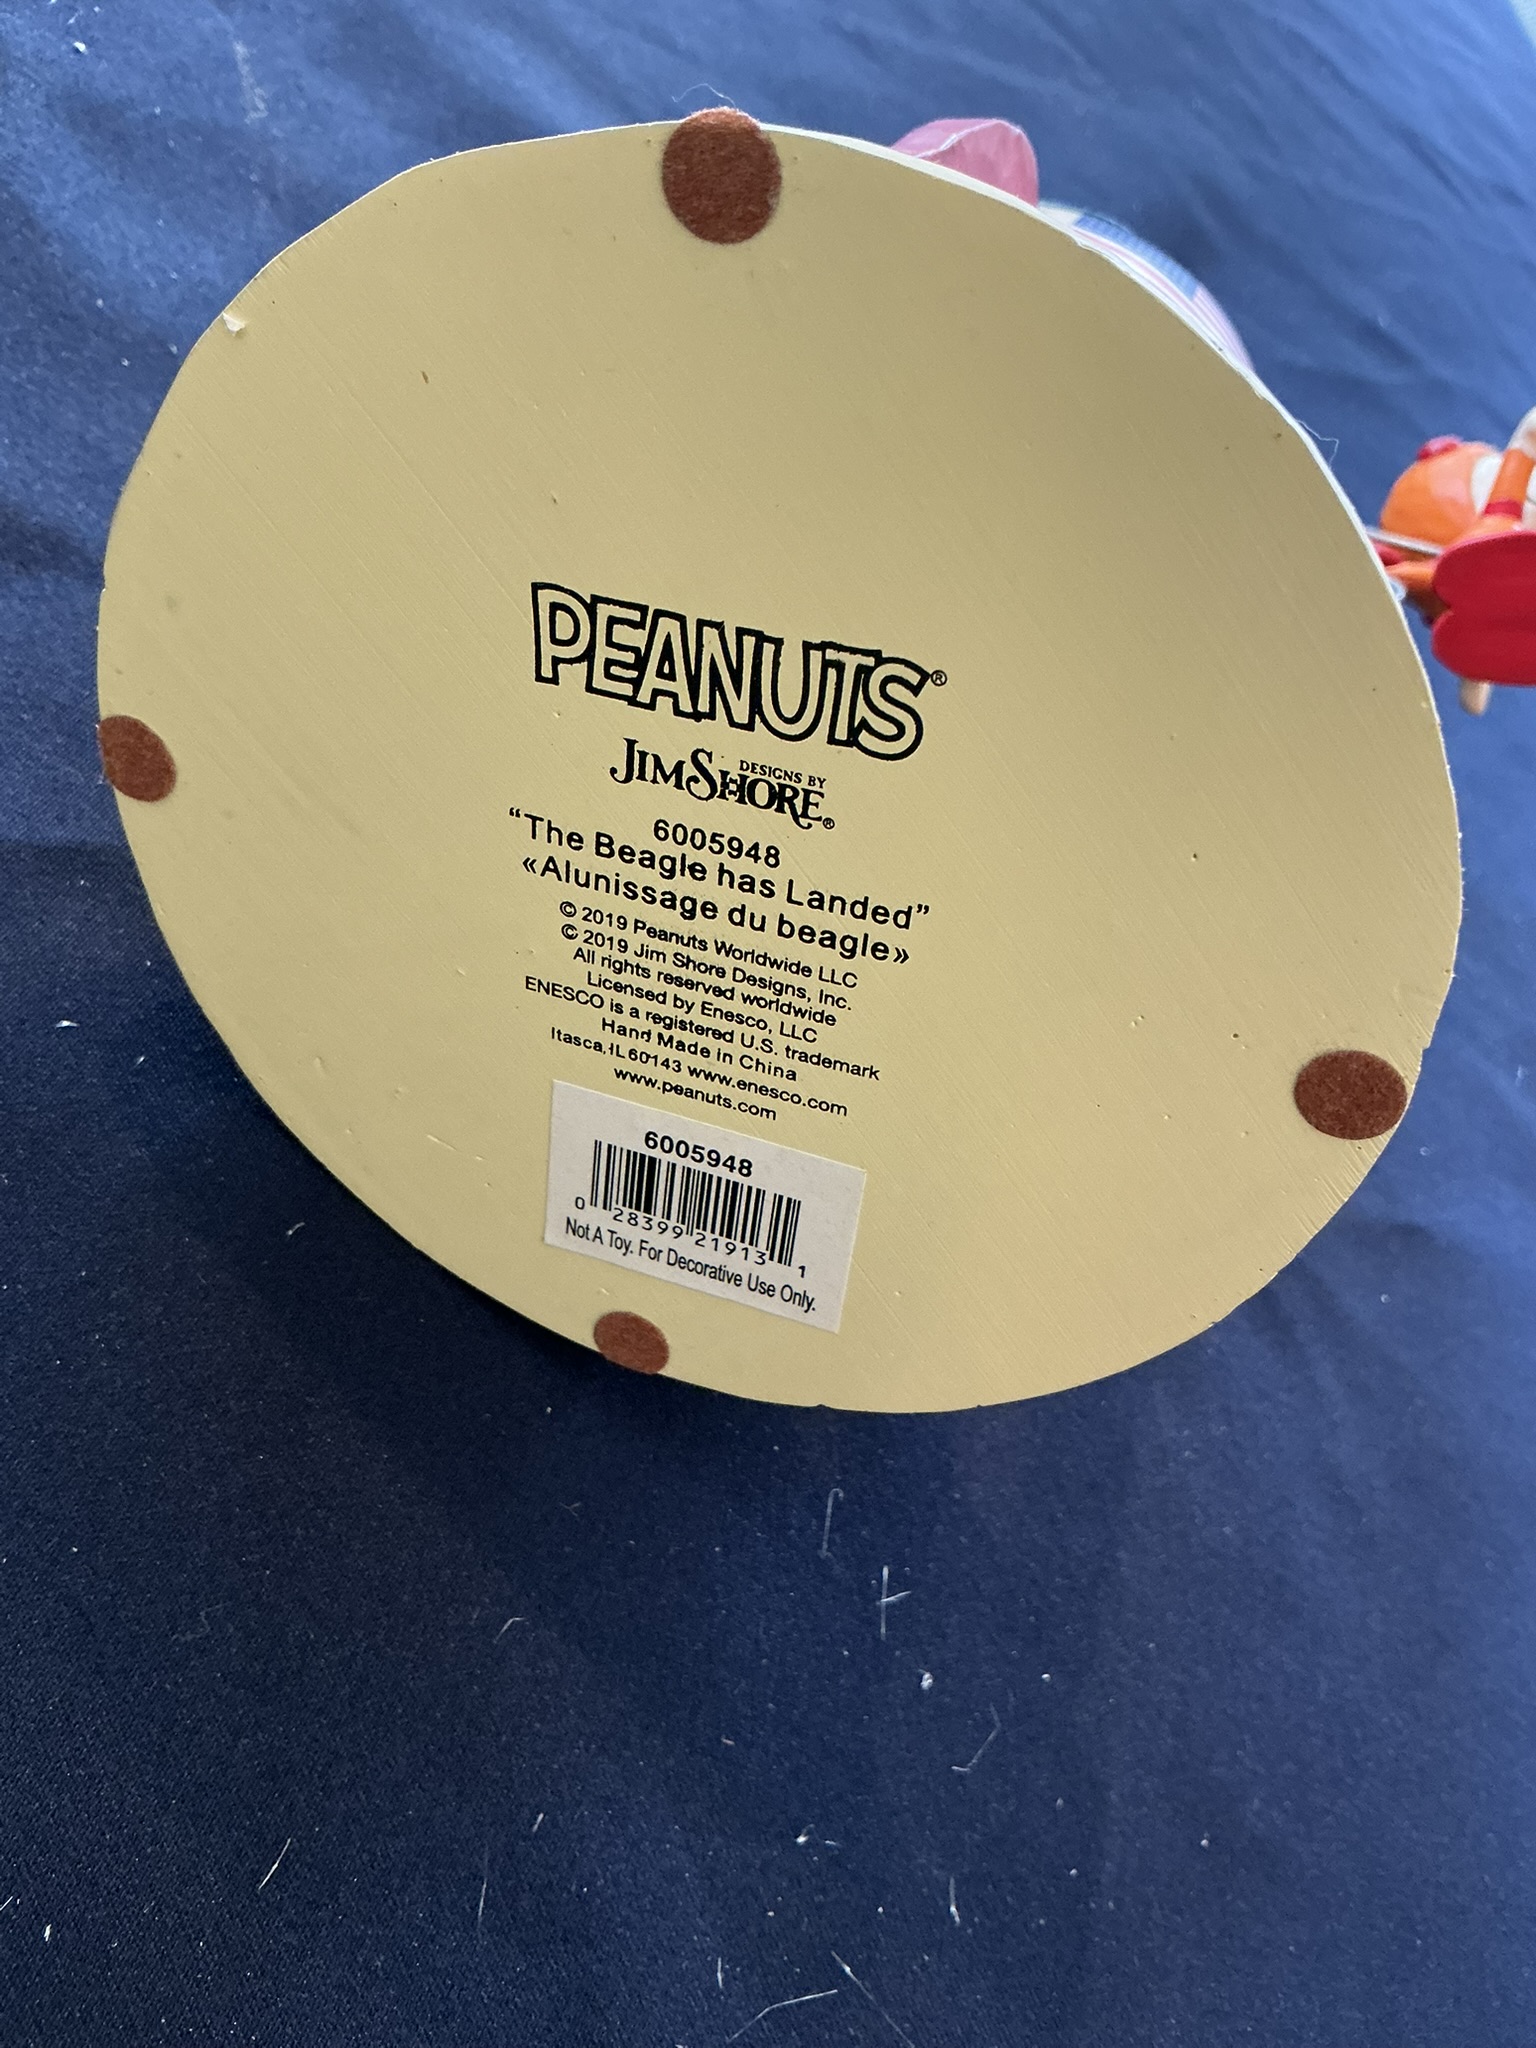 PEANUTS®
DESIGNS BY
JIM SHORE®
6005948
“The Beagle has Landed”
«Alunissage du beagle»
© 2019 Peanuts Worldwide LLC
© 2019 Jim Shore Designs, Inc.
All rights reserved worldwide
Licensed by Enesco, LLC
ENESCO is a registered U.S. trademark
Hand Made in China
Itasca, IL 60143 www.enesco.com
www.peanuts.com
6005948
0 28399 21913 1
Not A Toy. For Decorative Use Only.